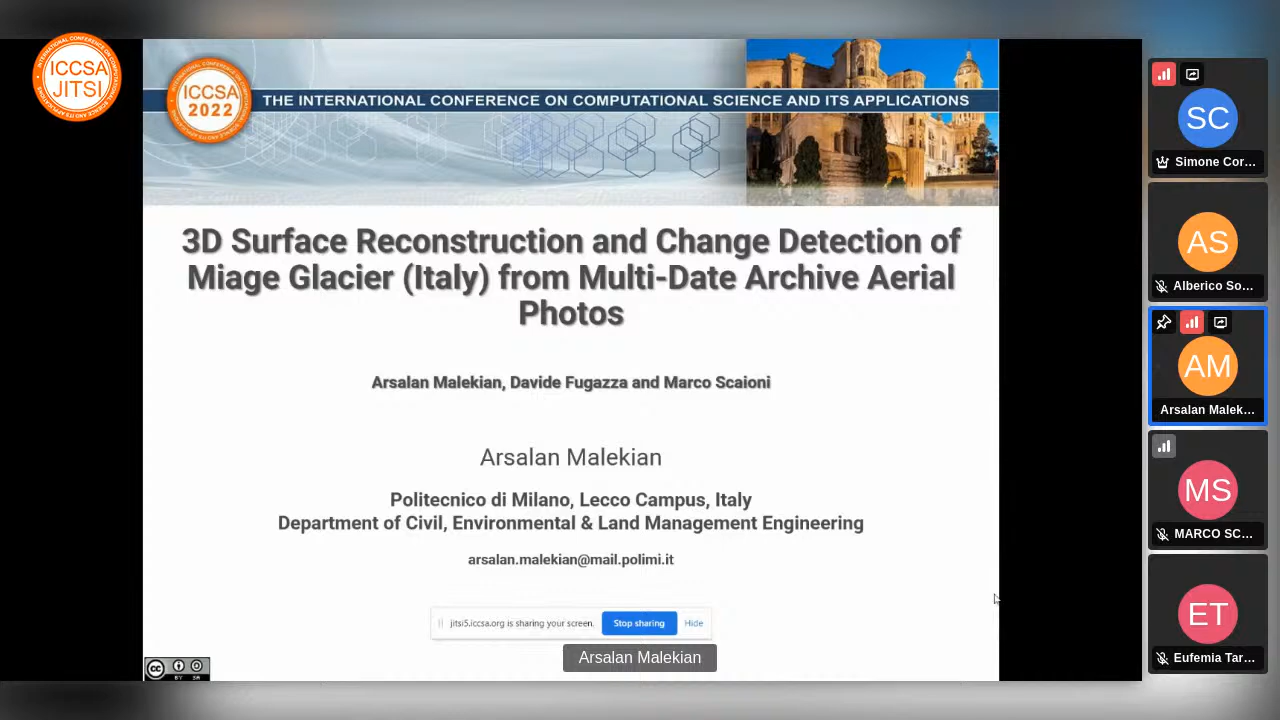 ICCSA
JITSI
ICCSA
2022
THE INTERNATIONAL CONFERENCE ON COMPUTATIONAL SCIENCE AND ITS APPLICATIONS
3D Surface Reconstruction and Change Detection of
Miage Glacier (Italy) from Multi-Date Archive Aerial
Photos
Arsalan Malekian, Davide Fugazza and Marco Scaioni
Arsalan Malekian
Politecnico di Milano, Lecco Campus, Italy
Department of Civil, Environmental & Land Management Engineering
arsalan.malekian@mail.polimi.it
jitsi5.iccsa.org is sharing your screen. Stop sharing Hide
Arsalan Malekian
cc BY SA
SC
Simone Cor...
AS
Alberico So...
AM
Arsalan Malek...
MS
MARCO SC...
ET
Eufemia Tar...